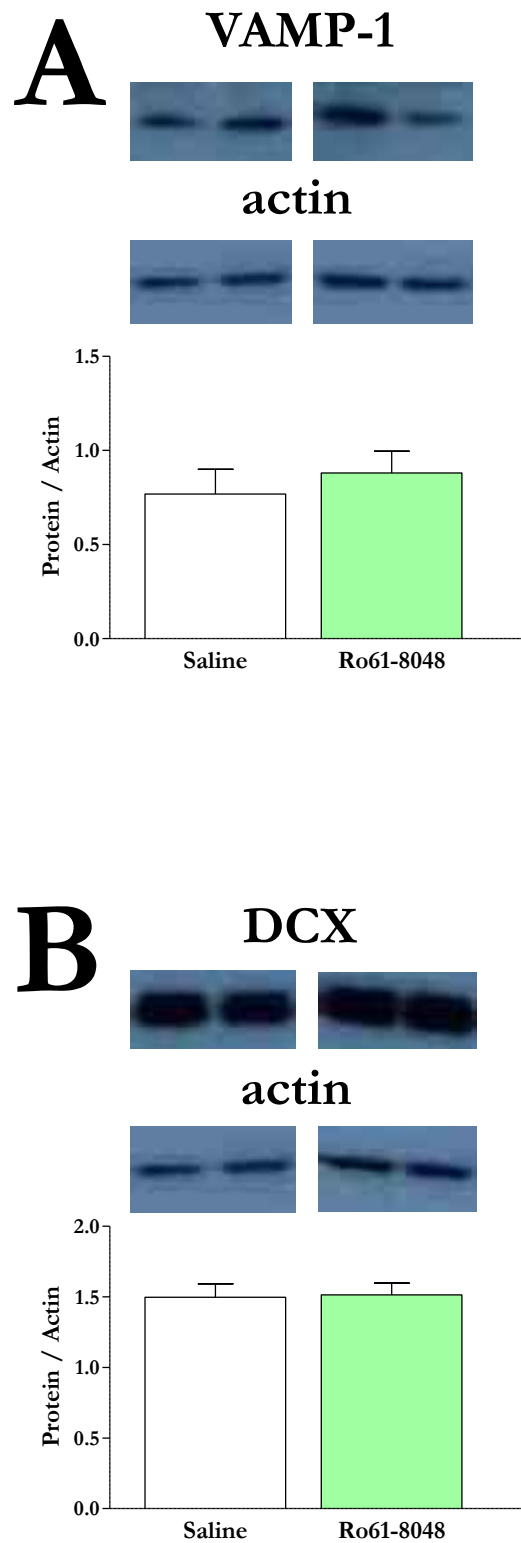 A
VAMP-1
actin
1.5
1.0
0.5
0.0
Protein / Actin
Saline Ro61-8048
B
DCX
actin
2.0
1.5
1.0
0.5
0.0
Protein / Actin
Saline Ro61-8048